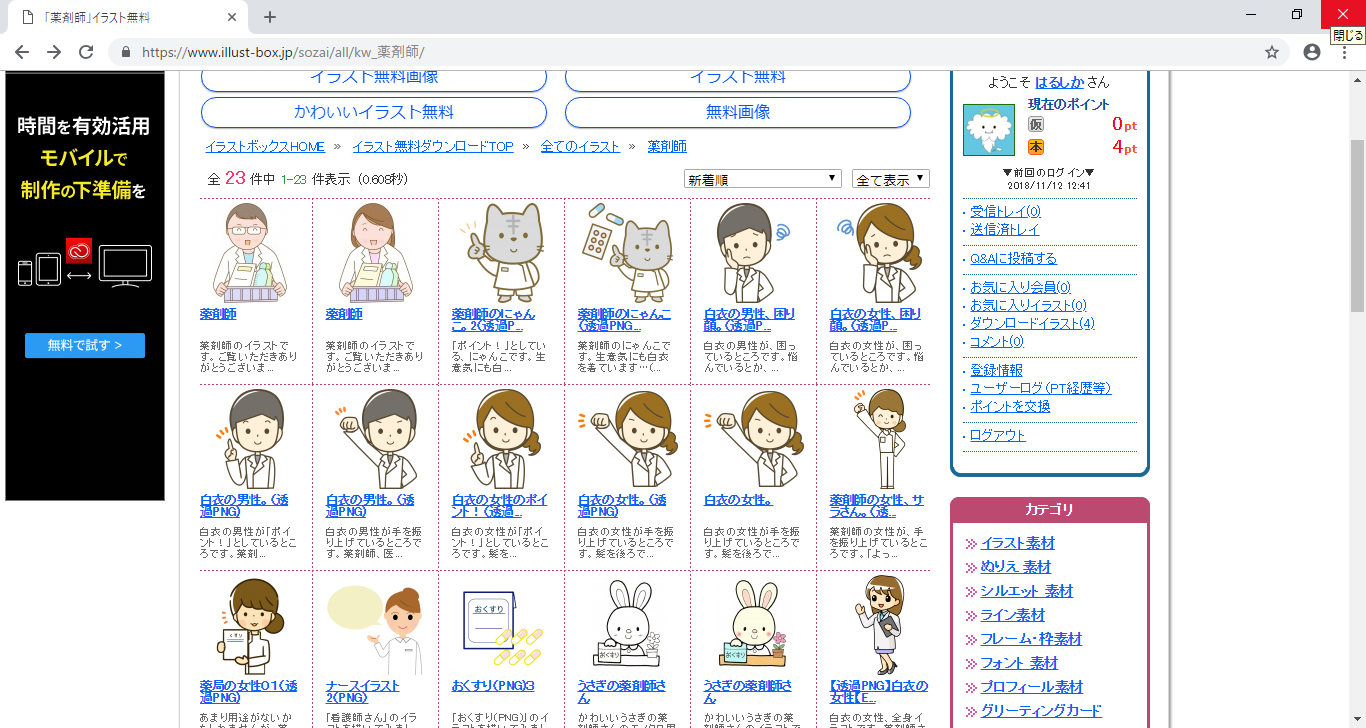 「薬剤師」イラスト無料
https://www.illust-box.jp/sozai/all/kw_薬剤師/
閉じる
時間を有効活用
モバイルで
制作の下準備を
無料で試す >
イラスト無料画像
イラスト無料
かわいいイラスト無料
無料画像
イラストボックスHOME » イラスト無料ダウンロードTOP » 全てのイラスト » 薬剤師
全 23 件中 1-23 件表示 (0.608秒)
新着順
全て表示
薬剤師
薬剤師のイラストで
す。ご覧いただきあり
がとうございま...
薬剤師
薬剤師のイラストで
す。ご覧いただきあり
がとうございま...
薬剤師のにゃん
こ。2(透過P...
「ポイント!」としてい
る、にゃんこです。生
意気にも白...
薬剤師のにゃんこ
(透過PNG...
薬剤師のにゃんこで
す。生意気にも白衣
を着ています…(...
白衣の男性、困り
顔。(透過P...
白衣の男性が、困っ
ているところです。悩
んでいるとか、...
白衣の女性、困り
顔。(透過P...
白衣の女性が、困っ
ているところです。悩
んでいるとか、...
白衣の男性。(透
過PNG)
白衣の男性が「ポイ
ント!」としているとこ
ろです。薬剤...
白衣の男性。(透
過PNG)
白衣の男性が手を振
り上げているところで
す。薬剤師、医...
白衣の女性のポイ
ント!(透過...
白衣の女性が「ポイ
ント!」としているとこ
ろです。髪を...
白衣の女性。(透
過PNG)
白衣の女性が手を振
り上げているところで
す。髪を後ろで...
白衣の女性。
白衣の女性が手を振
り上げているところで
す。髪を後ろで...
薬剤師の女性、サ
ラさん。(透...
薬剤師の女性が、手
を振り上げているとこ
ろです。「よっ...
くすり
薬局の女性01(透
過PNG)
あまり用途がないか
ナースイラスト
2(PNG)
「看護師さん」のイラ
おくすり
おくすり(PNG)3
「おくすり(PNG)」のイ
おくすり
うさぎの薬剤師さ
ん
かわいいうさぎの薬
おくすり
うさぎの薬剤師さ
ん
かわいいうさぎの薬
【透過PNG】白衣の
女性【E...
白衣の女性、全身イ
ようこそ はるしか さん
現在のポイント
仮 0pt
本 4pt
▼前回のログイン▼
2018/11/12 12:41
・受信トレイ(0)
・送信済トレイ
・Q&Aに投稿する
・お気に入り会員(0)
・お気に入りイラスト(0)
・ダウンロードイラスト(4)
・コメント(0)
・登録情報
・ユーザーログ(PT経歴等)
・ポイントを交換
・ログアウト
カテゴリ
イラスト素材
ぬりえ 素材
シルエット 素材
ライン素材
フレーム・枠素材
フォント 素材
プロフィール素材
グリーティングカード